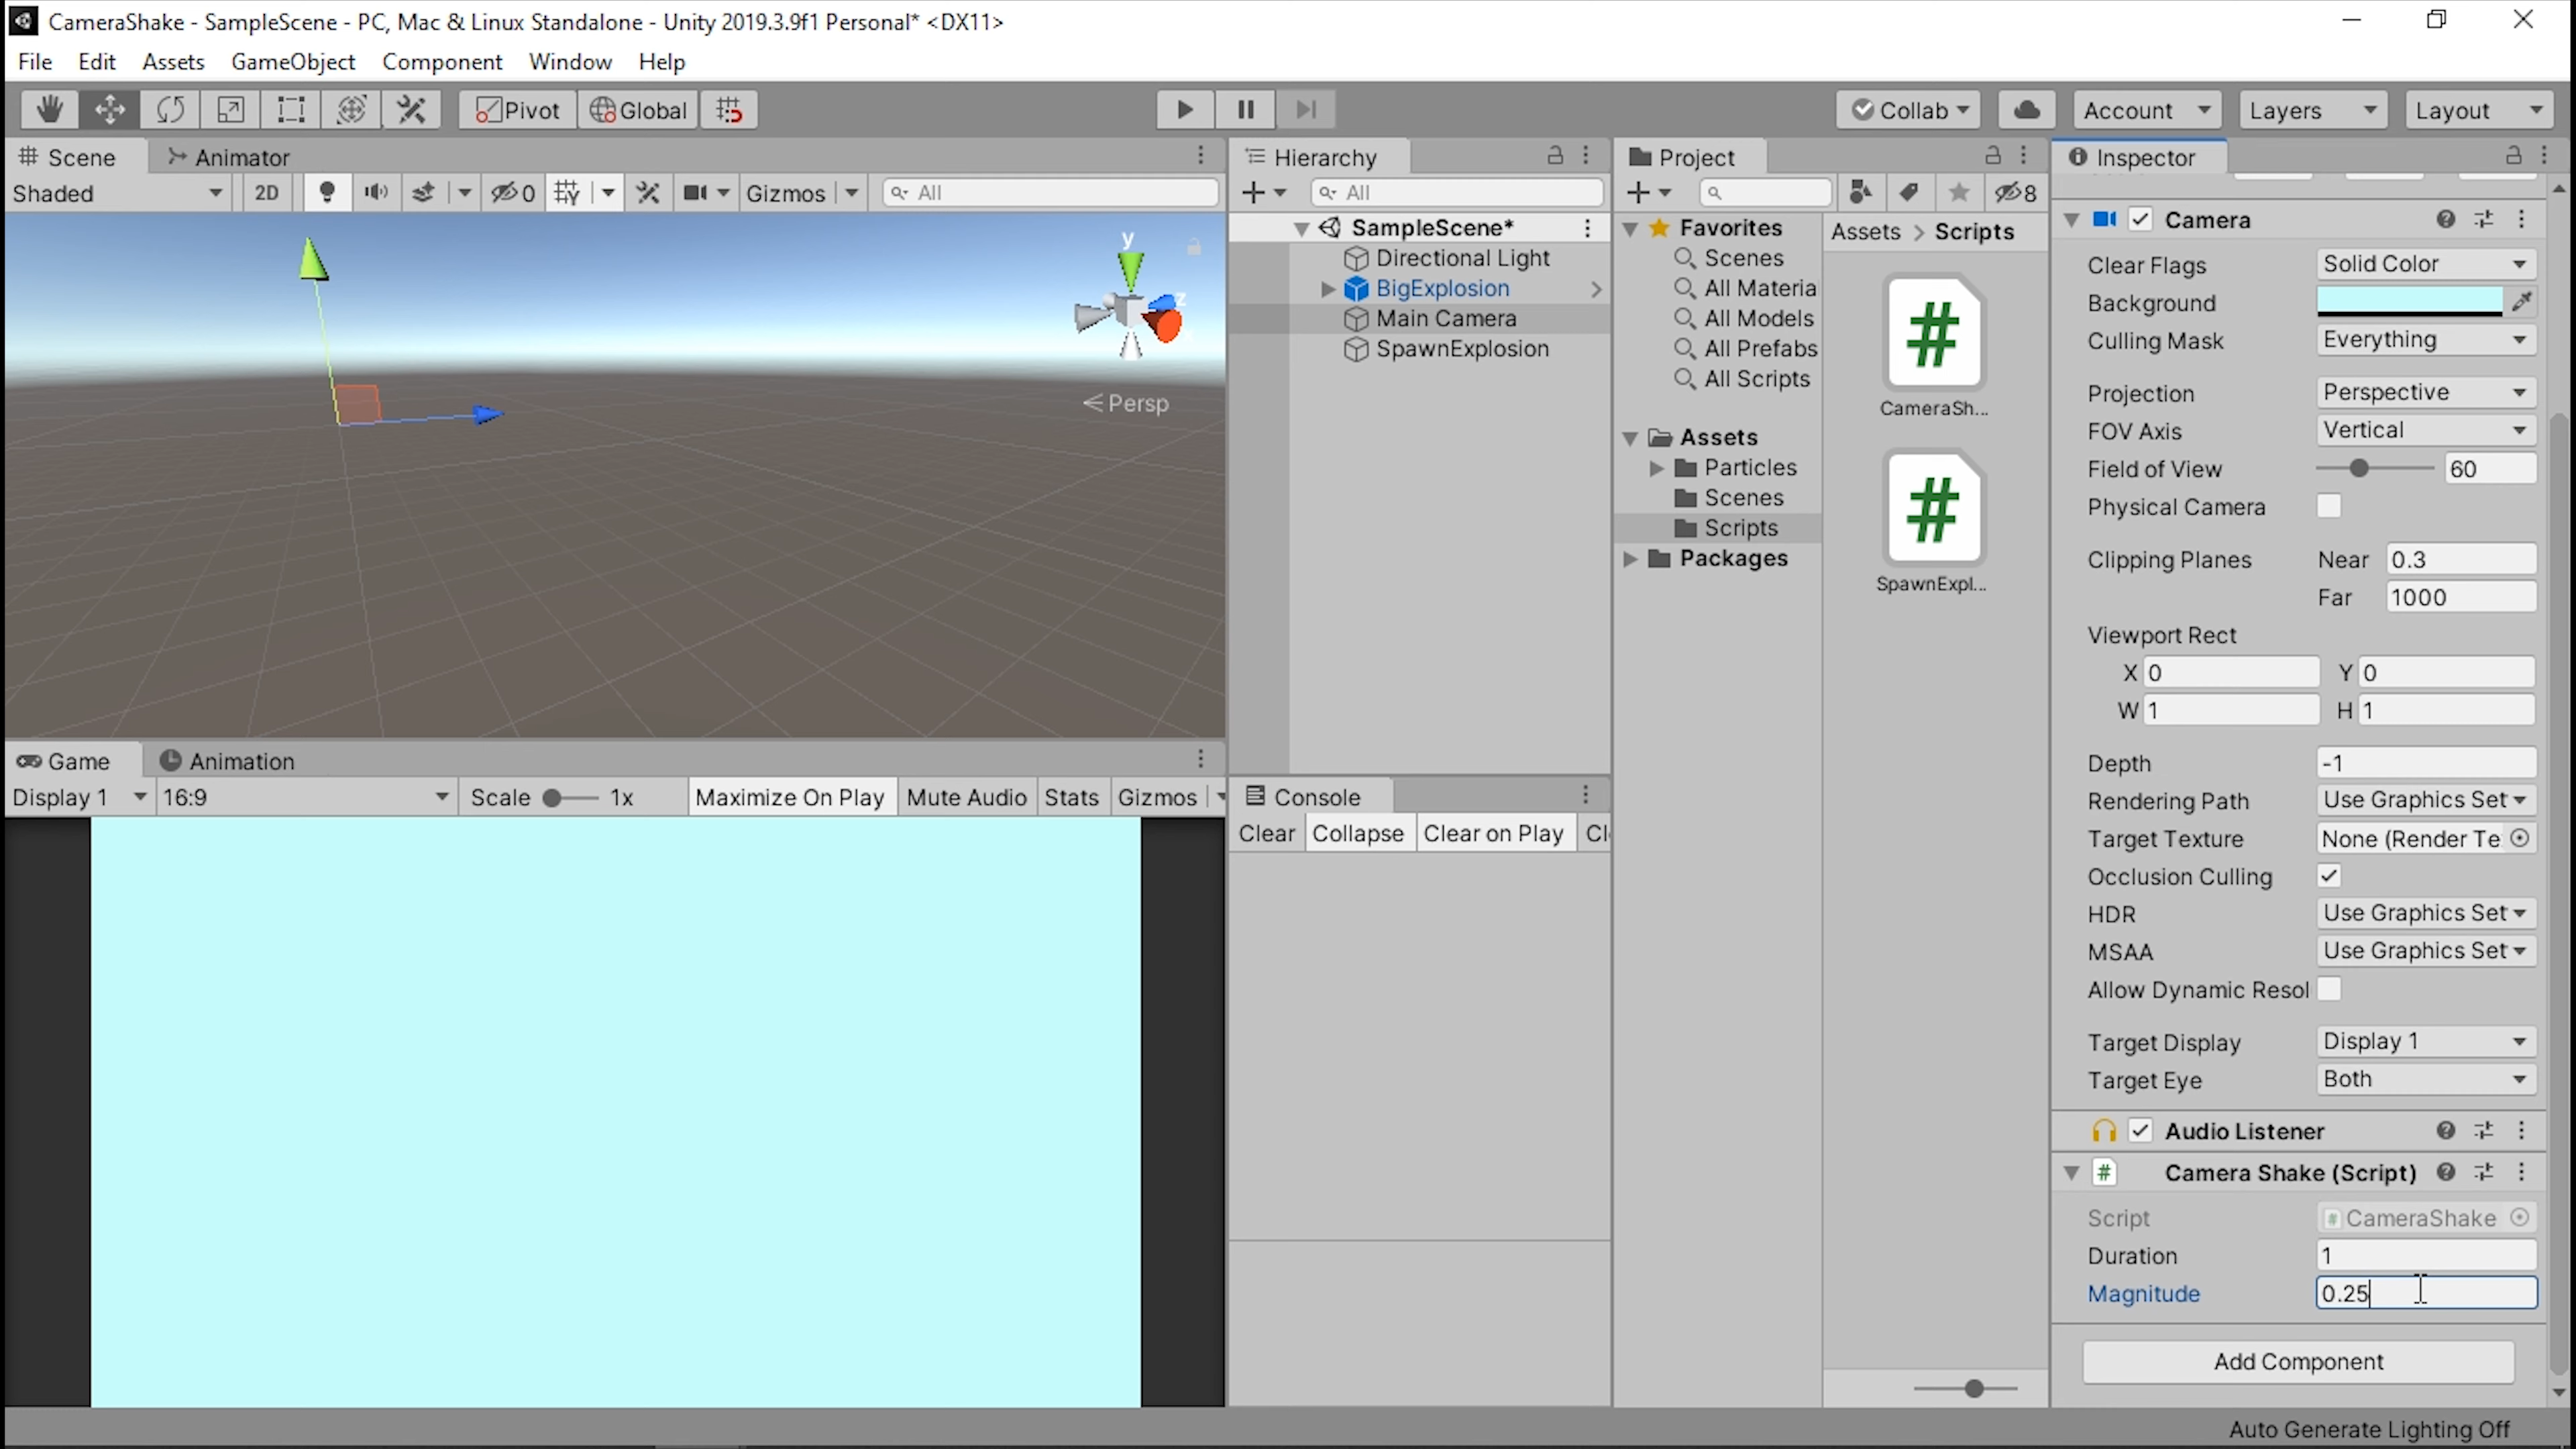 CameraShake - SampleScene - PC, Mac & Linux Standalone - Unity 2019.3.9f1 Personal* <DX11>
File Edit Assets GameObject Component Window Help
Pivot Global Collab Account Layers Layout
Scene Animator
Shaded 2D 0 Gizmos All
y
z
Persp
Game Animation
Display 1 16:9 Scale 1x Maximize On Play Mute Audio Stats Gizmos
Hierarchy
All
SampleScene*
Directional Light
BigExplosion
Main Camera
SpawnExplosion
Console
Clear Collapse Clear on Play Cl
Project
8
Favorites
Scenes
All Materia
All Models
All Prefabs
All Scripts
Assets
Particles
Scenes
Scripts
Packages
Assets > Scripts
#
CameraSh...
#
SpawnExpl...
Inspector
Camera
Clear Flags Solid Color
Background
Culling Mask Everything
Projection Perspective
FOV Axis Vertical
Field of View 60
Physical Camera
Clipping Planes Near 0.3
Far 1000
Viewport Rect
X 0 Y 0
W 1 H 1
Depth -1
Rendering Path Use Graphics Set
Target Texture None (Render Te
Occlusion Culling
HDR Use Graphics Set
MSAA Use Graphics Set
Allow Dynamic Resol
Target Display Display 1
Target Eye Both
Audio Listener
# Camera Shake (Script)
Script # CameraShake
Duration 1
Magnitude 0.25
Add Component
Auto Generate Lighting Off